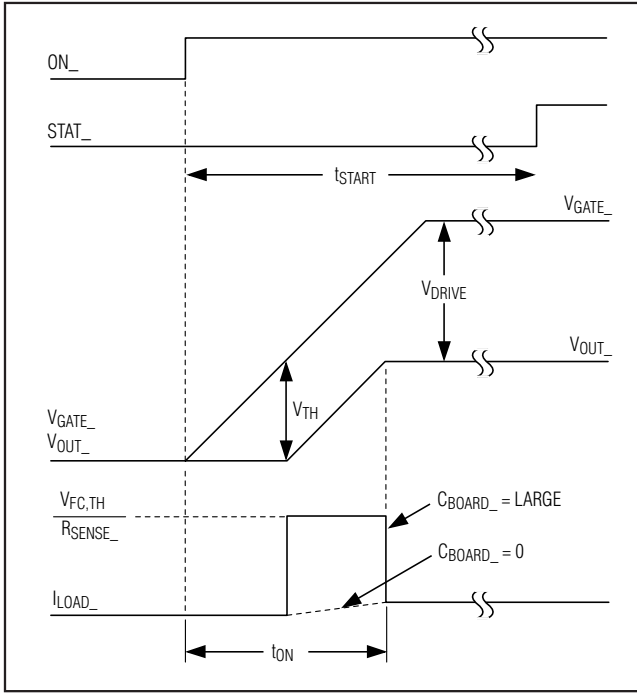 ON_
STAT_
tSTART
VGATE_
VDRIVE
VOUT_
VTH
VGATE_
VOUT_
VFC,TH
RSENSE_
CBOARD_ = LARGE
CBOARD_ = 0
ILOAD_
tON